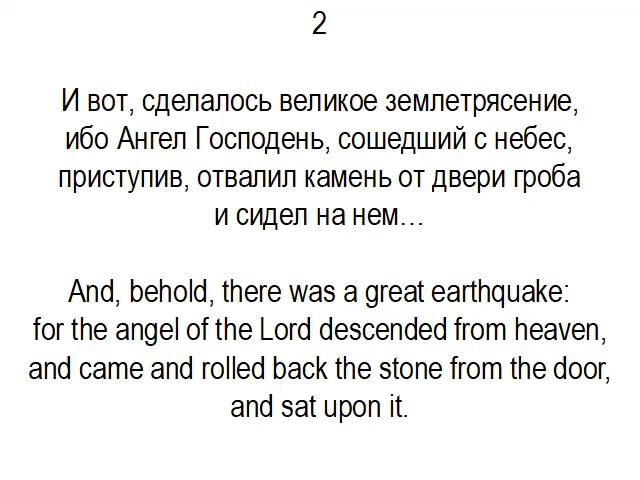 2
И вот, сделалось великое землетрясение,
ибо Ангел Господень, сошедший с небес,
приступив, отвалил камень от двери гроба
и сидел на нем…
And, behold, there was a great earthquake:
for the angel of the Lord descended from heaven,
and came and rolled back the stone from the door,
and sat upon it.